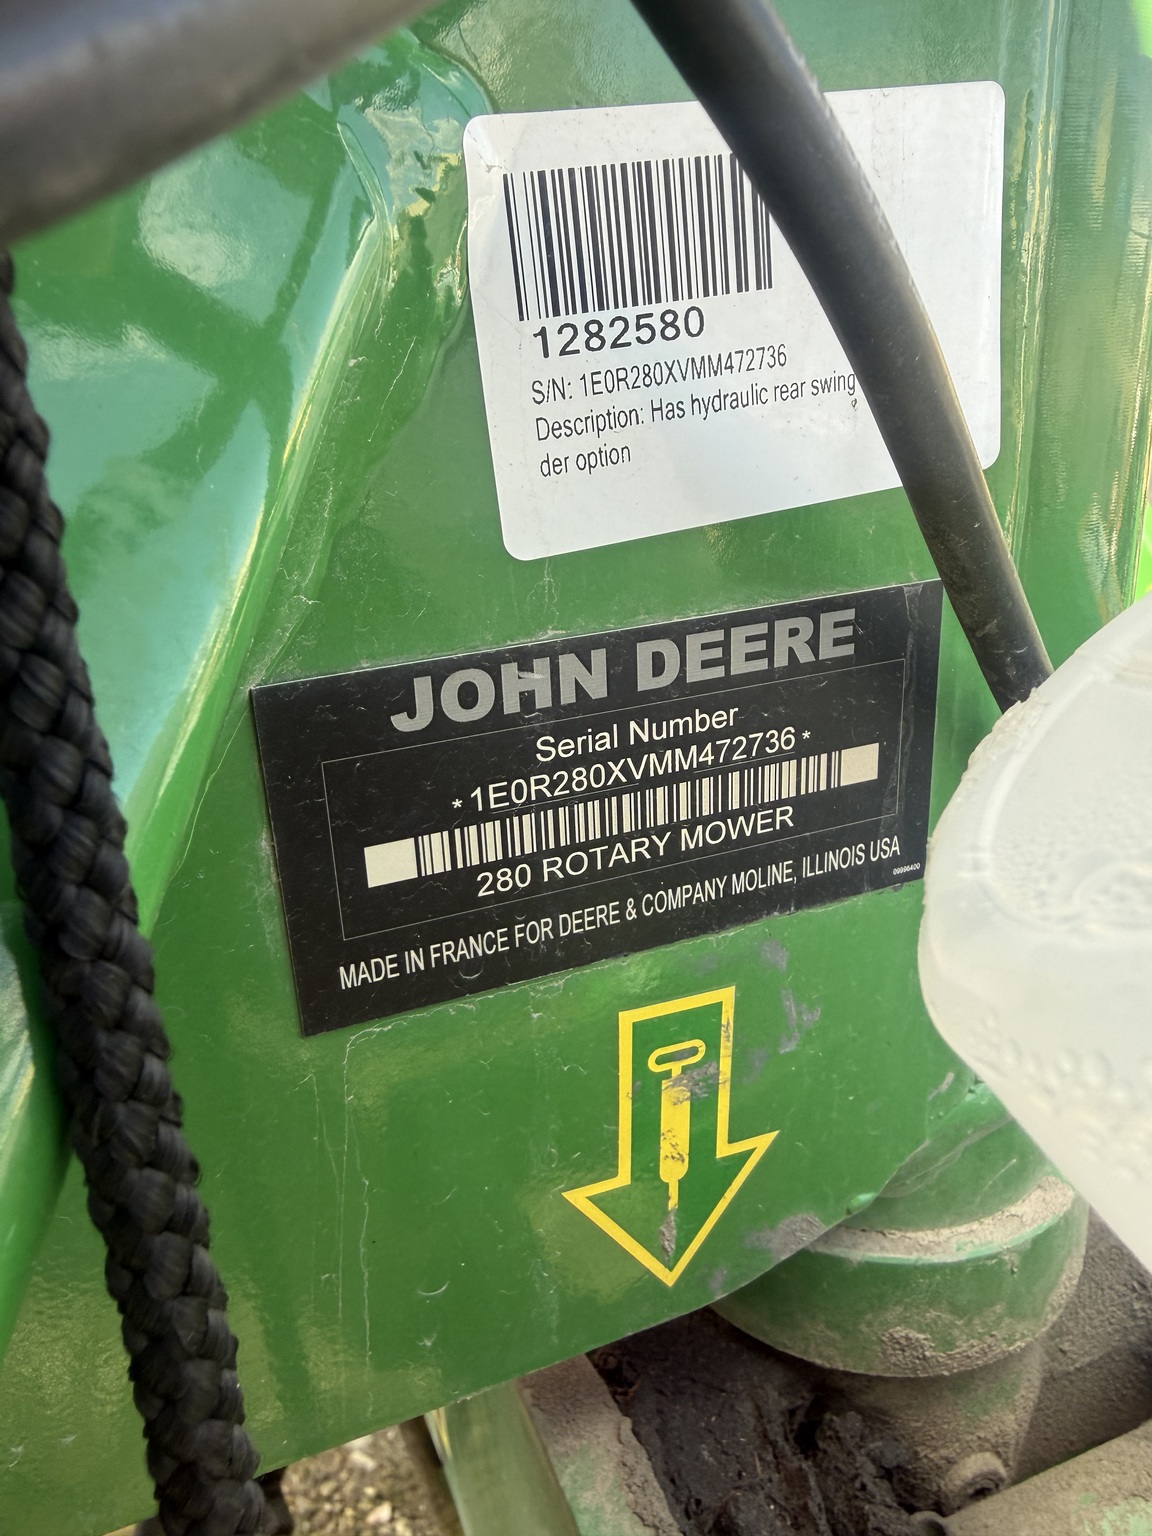 1282580
S/N: 1E0R280XVMM472736
Description: Has hydraulic rear swing
der option
JOHN DEERE
Serial Number
*1E0R280XVMM472736*
280 ROTARY MOWER
MADE IN FRANCE FOR DEERE & COMPANY MOLINE, ILLINOIS USA